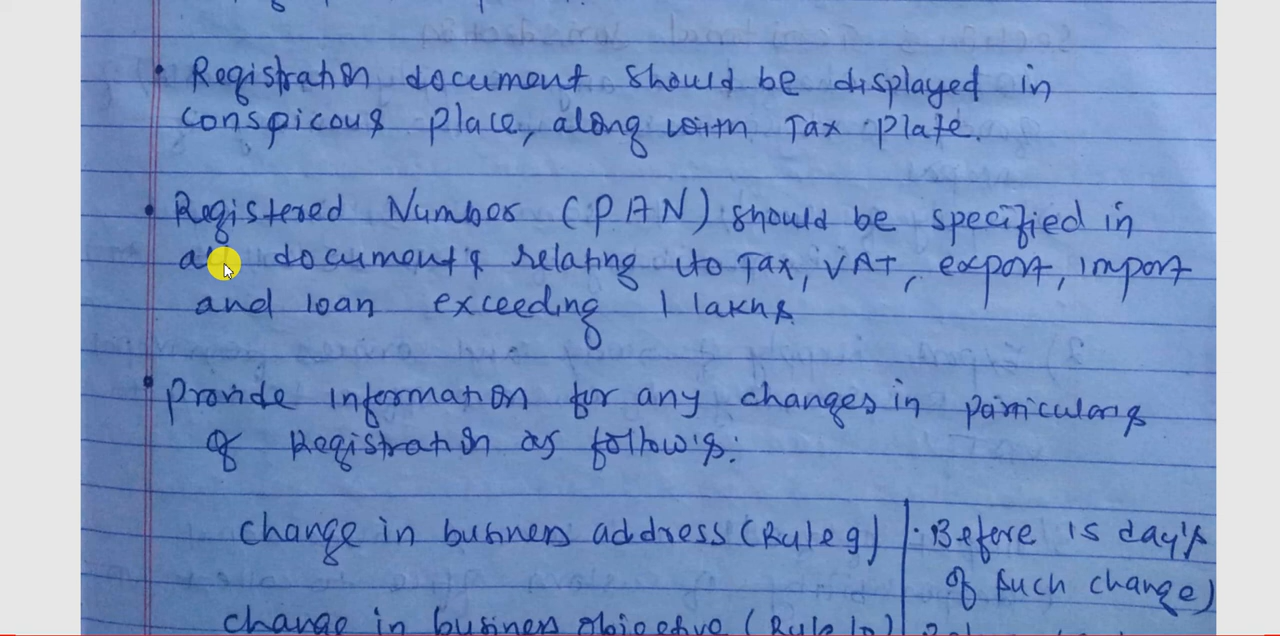 • Registration document should be displayed in
conspicous place, along with Tax plate.
• Registered Number (PAN) should be specified in
documents relating to Tax, VAT, export, import
and loan exceeding 1 lakhs.
• Provide information for any changes in particulars
of Registration as follows:
change in business address (Rule 9) | · Before 15 day's
of such change)
change in business objective (Rule 10)